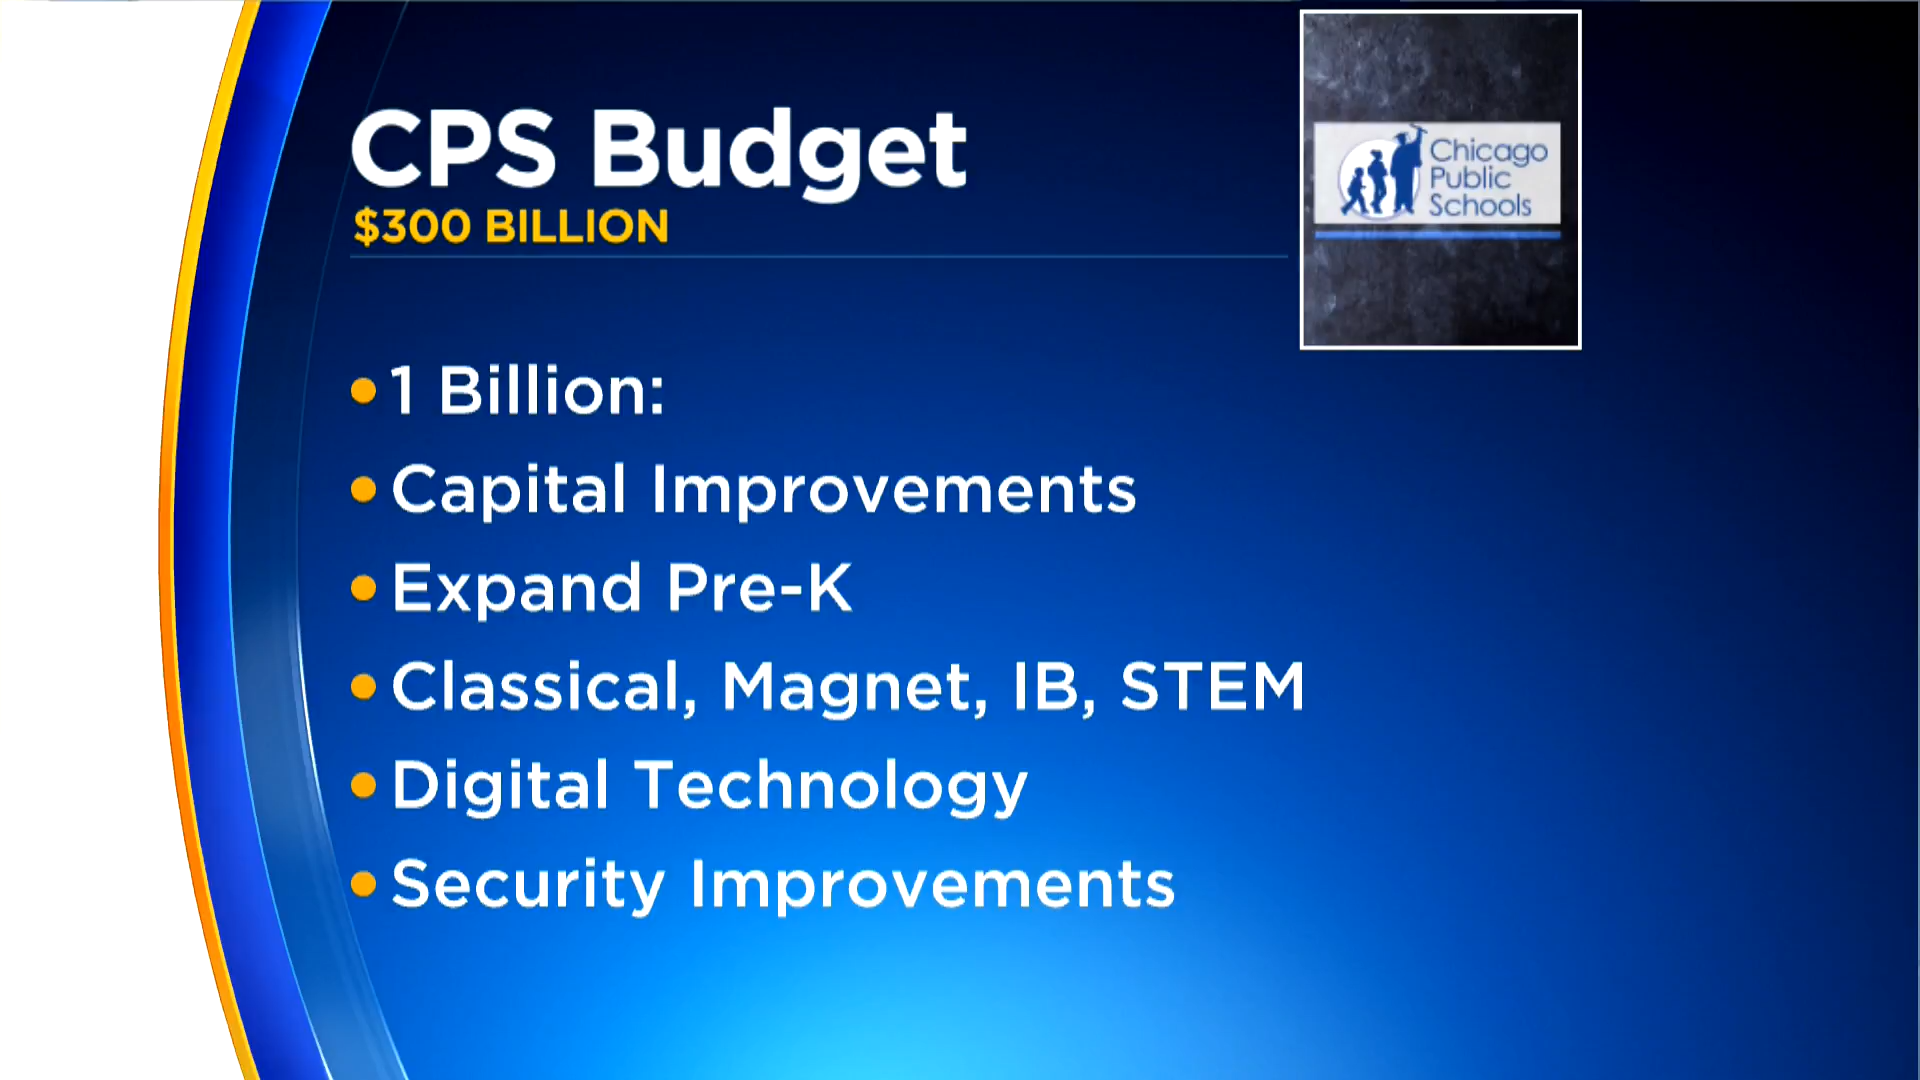 CPS Budget
$300 BILLION
Chicago
Public
Schools
• 1 Billion:
• Capital Improvements
• Expand Pre-K
• Classical, Magnet, IB, STEM
• Digital Technology
• Security Improvements